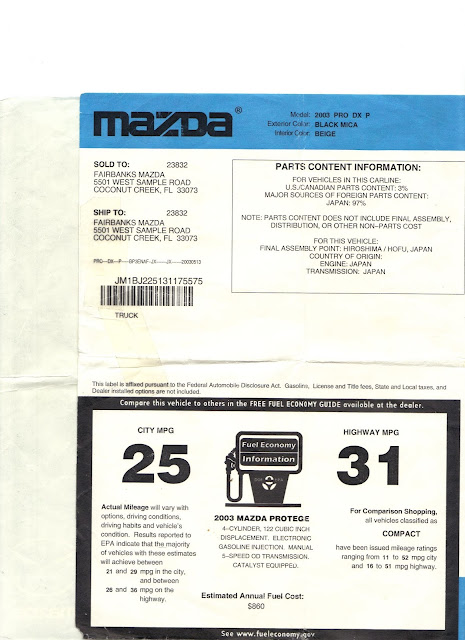 mazda®
Model: 2003 PRO DX P
Exterior Color: BLACK MICA
Interior Color: BEIGE
SOLD TO: 23832
FAIRBANKS MAZDA
5501 WEST SAMPLE ROAD
COCONUT CREEK, FL 33073
SHIP TO: 23832
FAIRBANKS MAZDA
5501 WEST SAMPLE ROAD
COCONUT CREEK, FL 33073
JM1BJ225131175575
TRUCK
PARTS CONTENT INFORMATION:
FOR VEHICLES IN THIS CARLINE:
U.S./CANADIAN PARTS CONTENT: 3%
MAJOR SOURCES OF FOREIGN PARTS CONTENT:
JAPAN: 97%
NOTE: PARTS CONTENT DOES NOT INCLUDE FINAL ASSEMBLY,
DISTRIBUTION, OR OTHER NON-PARTS COST
FOR THIS VEHICLE:
FINAL ASSEMBLY POINT: HIROSHIMA / HOFU, JAPAN
COUNTRY OF ORIGIN:
ENGINE: JAPAN
TRANSMISSION: JAPAN
This label is affixed pursuant to the Federal Automobile Disclosure Act. Gasoline, License and Title fees, State and Local taxes, and
Dealer installed options are not included.
Compare this vehicle to others in the FREE FUEL ECONOMY GUIDE available at the dealer.
CITY MPG
25
Fuel Economy
Information
HIGHWAY MPG
31
Actual Mileage will vary with
options, driving conditions,
driving habits and vehicle's
condition. Results reported to
EPA indicate that the majority
of vehicles with these estimates
will achieve between
21 and 29 mpg in the city,
and between
26 and 36 mpg on the
highway.
2003 MAZDA PROTEGE
4-CYLINDER, 122 CUBIC INCH
DISPLACEMENT. ELECTRONIC
GASOLINE INJECTION. MANUAL
5-SPEED OD TRANSMISSION.
CATALYST EQUIPPED.
Estimated Annual Fuel Cost:
$860
For Comparison Shopping,
all vehicles classified as
COMPACT
have been issued mileage ratings
ranging from 11 to 52 mpg city
and 16 to 51 mpg highway.
See www.fueleconomy.gov